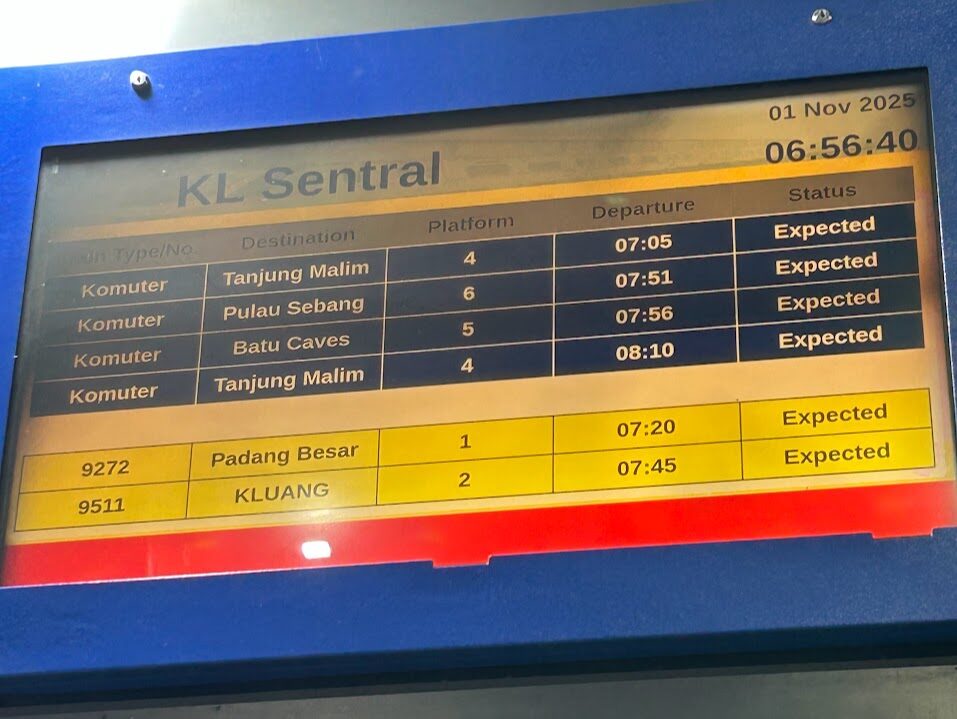 01 Nov 2025
06:56:40
KL Sentral
Type/No. Destination Platform Departure Status
Komuter Tanjung Malim 4 07:05 Expected
Komuter Pulau Sebang 6 07:51 Expected
Komuter Batu Caves 5 07:56 Expected
Komuter Tanjung Malim 4 08:10 Expected
9272 Padang Besar 1 07:20 Expected
9511 KLUANG 2 07:45 Expected